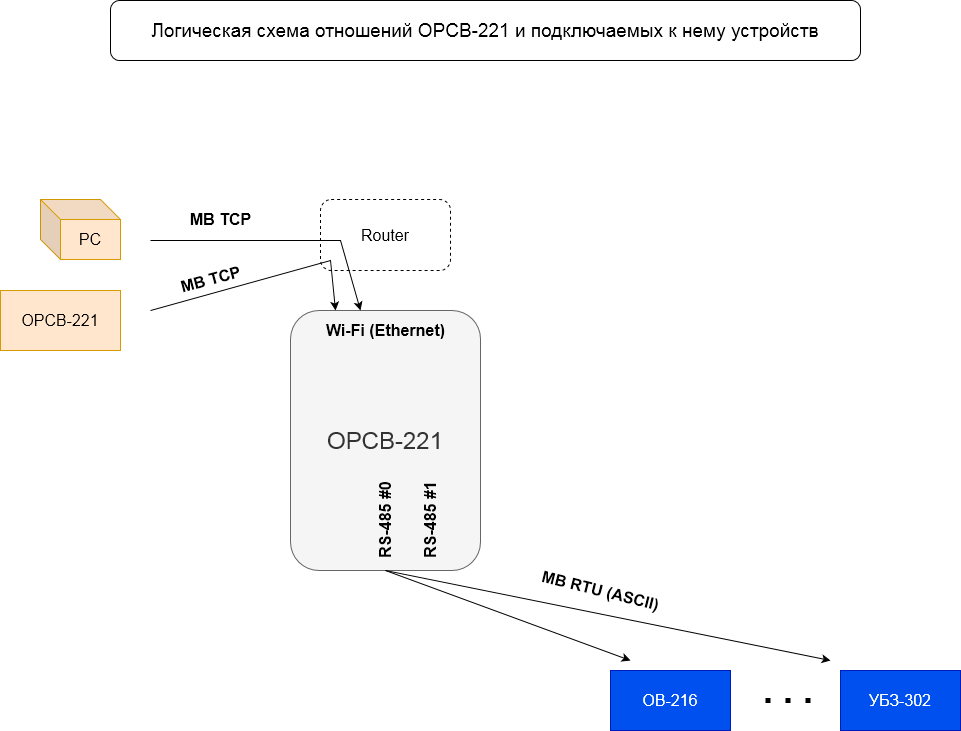 Логическая схема отношений ОРСВ-221 и подключаемых к нему устройств
PC
MB TCP
Router
MB TCP
ОРСВ-221
Wi-Fi (Ethernet)
ОРСВ-221
RS-485 #0
RS-485 #1
MB RTU (ASCII)
ОВ-216
. . .
УБЗ-302